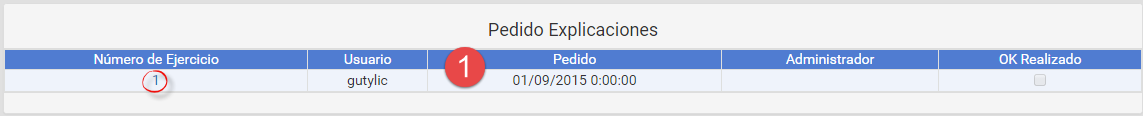 Pedido Explicaciones
Número de Ejercicio Usuario Pedido Administrador OK Realizado
1
1 gutylic 01/09/2015 0:00:00